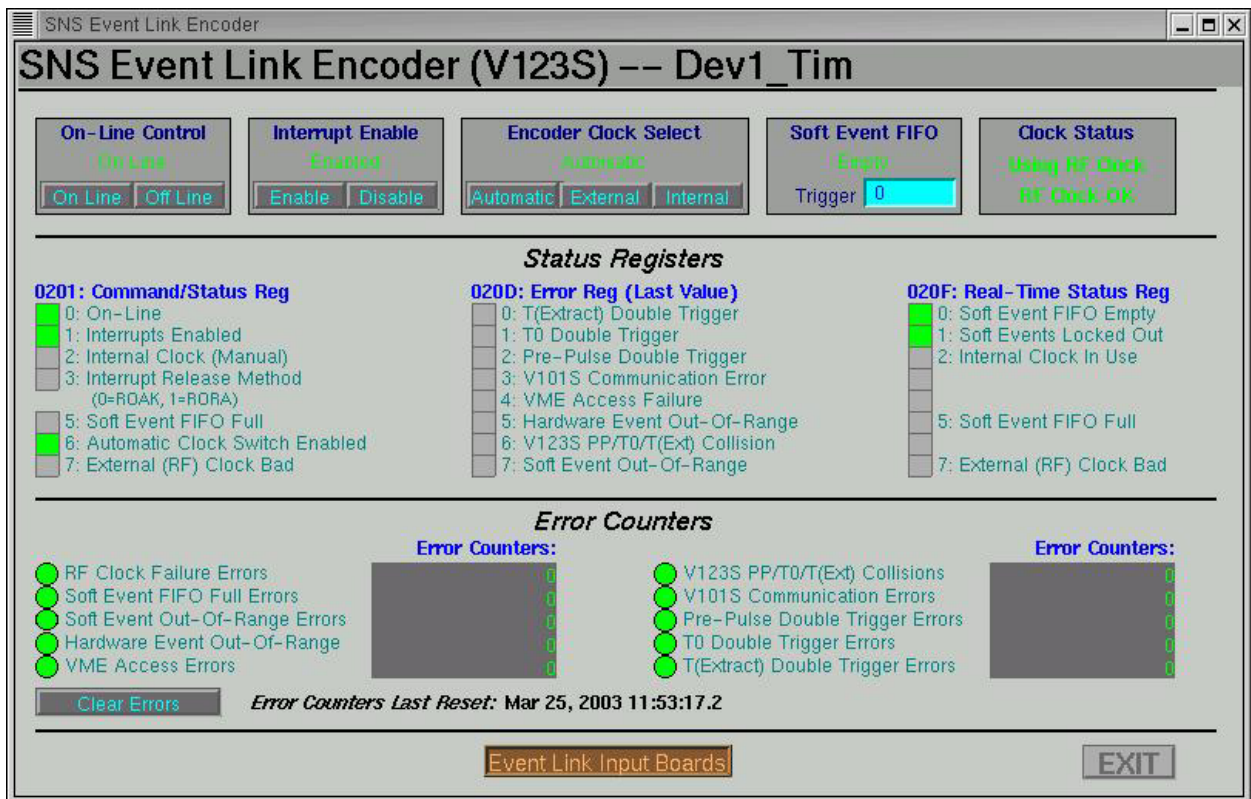 SNS Event Link Encoder
SNS Event Link Encoder (V123S) -- Dev1_Tim
On-Line Control
On Line
On Line Off Line
Interrupt Enable
Enabled
Enable Disable
Encoder Clock Select
Automatic
Automatic External Internal
Soft Event FIFO
Empty
Trigger 0
Clock Status
Using RF Clock
RF Clock OK
Status Registers
0201: Command/Status Reg
0: On-Line
1: Interrupts Enabled
2: Internal Clock (Manual)
3: Interrupt Release Method
(0=ROAK, 1=RORA)
5: Soft Event FIFO Full
6: Automatic Clock Switch Enabled
7: External (RF) Clock Bad
020D: Error Reg (Last Value)
0: T(Extract) Double Trigger
1: T0 Double Trigger
2: Pre-Pulse Double Trigger
3: V101S Communication Error
4: VME Access Failure
5: Hardware Event Out-Of-Range
6: V123S PP/T0/T(Ext) Collision
7: Soft Event Out-Of-Range
020F: Real-Time Status Reg
0: Soft Event FIFO Empty
1: Soft Events Locked Out
2: Internal Clock In Use
5: Soft Event FIFO Full
7: External (RF) Clock Bad
Error Counters
Error Counters:
RF Clock Failure Errors 0
Soft Event FIFO Full Errors 0
Soft Event Out-Of-Range Errors 0
Hardware Event Out-Of-Range 0
VME Access Errors 0
Error Counters:
V123S PP/T0/T(Ext) Collisions 0
V101S Communication Errors 0
Pre-Pulse Double Trigger Errors 0
T0 Double Trigger Errors 0
T(Extract) Double Trigger Errors 0
Clear Errors
Error Counters Last Reset: Mar 25, 2003 11:53:17.2
Event Link Input Boards
EXIT